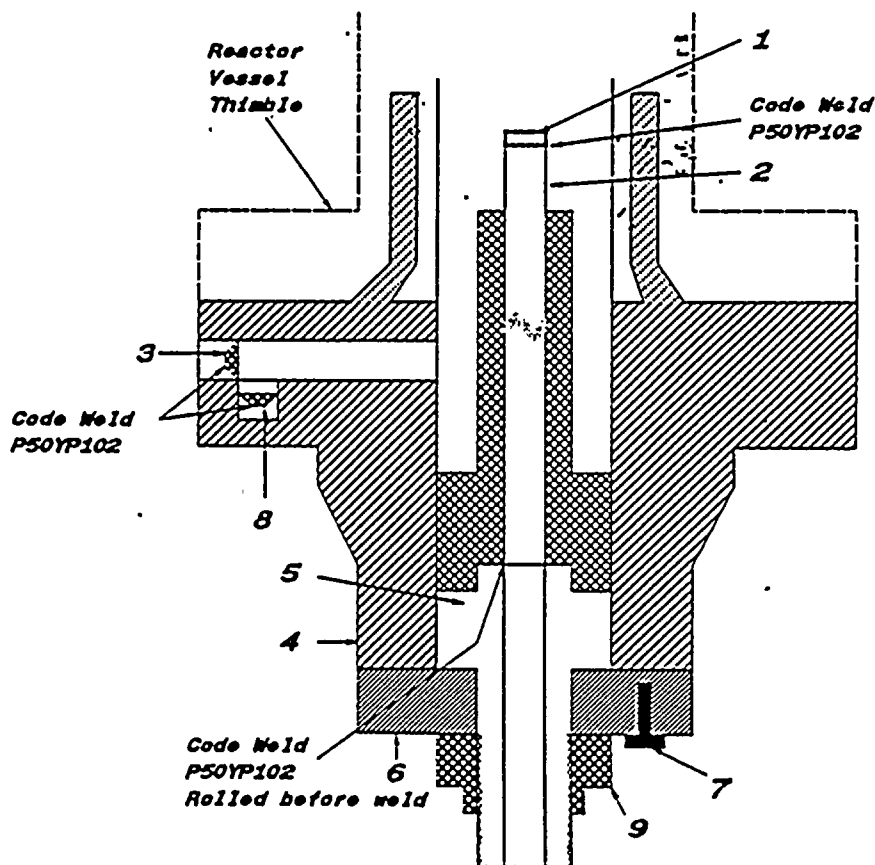 Reactor
Vessel
Thimble
1
Code Weld
P50YP102
2
3
Code Weld
P50YP102
8
5
4
Code Weld
P50YP102
Rolled before weld
6
7
9